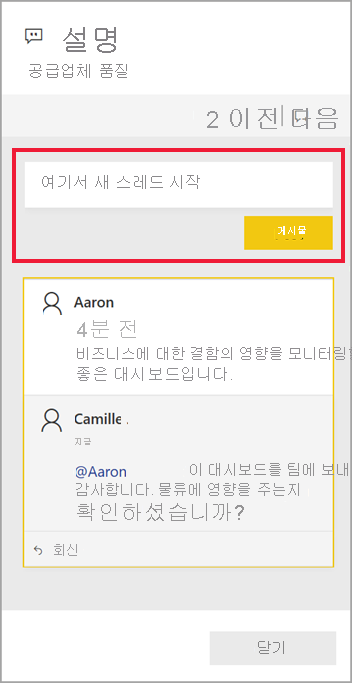 설명
공급업체 품질
2 이전 다음
여기서 새 스레드 시작
게시물
Aaron
4분 전
비즈니스에 대한 결함의 영향을 모니터링
좋은 대시보드입니다.
Camille
지금
@Aaron 이 대시보드를 팀에 보내
감사합니다. 물류에 영향을 주는지
확인하셨습니까?
회신
닫기